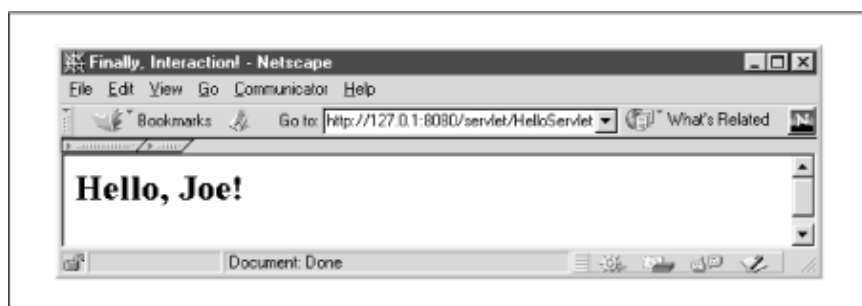 Finally, Interaction! - Netscape
File Edit View Go Communicator Help
Bookmarks Go to: http://127.0.1:8080/servlet/HelloServlet What's Related N
Hello, Joe!
Document: Done